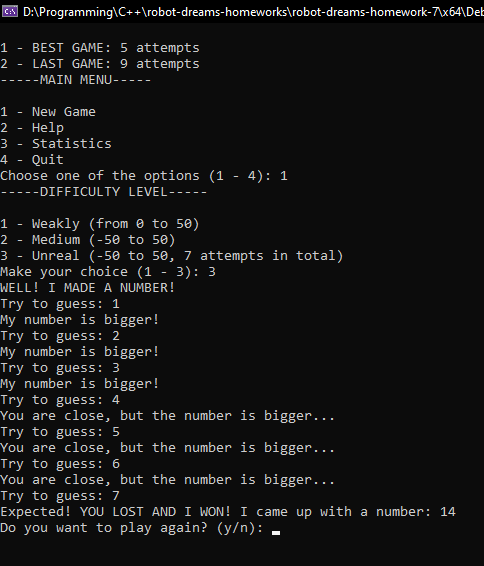 D:\Programming\C++\robot-dreams-homeworks\robot-dreams-homework-7\x64\Deb
1 - BEST GAME: 5 attempts
2 - LAST GAME: 9 attempts
-----MAIN MENU-----
1 - New Game
2 - Help
3 - Statistics
4 - Quit
Choose one of the options (1 - 4): 1
-----DIFFICULTY LEVEL-----
1 - Weakly (from 0 to 50)
2 - Medium (-50 to 50)
3 - Unreal (-50 to 50, 7 attempts in total)
Make your choice (1 - 3): 3
WELL! I MADE A NUMBER!
Try to guess: 1
My number is bigger!
Try to guess: 2
My number is bigger!
Try to guess: 3
My number is bigger!
Try to guess: 4
You are close, but the number is bigger...
Try to guess: 5
You are close, but the number is bigger...
Try to guess: 6
You are close, but the number is bigger...
Try to guess: 7
Expected! YOU LOST AND I WON! I came up with a number: 14
Do you want to play again? (y/n):